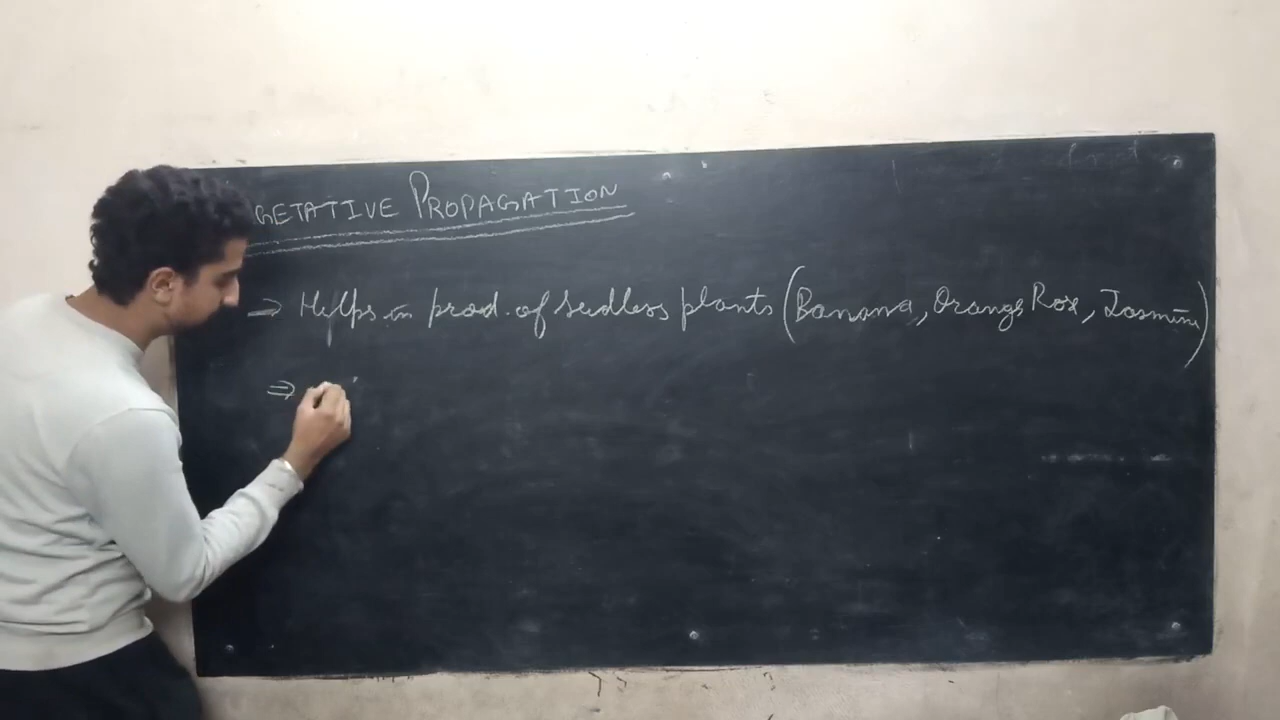 GETATIVE PROPAGATION
⇒ Helps in prod. of seedless plants (Banana, Orange Rose, Jasmine)
⇒